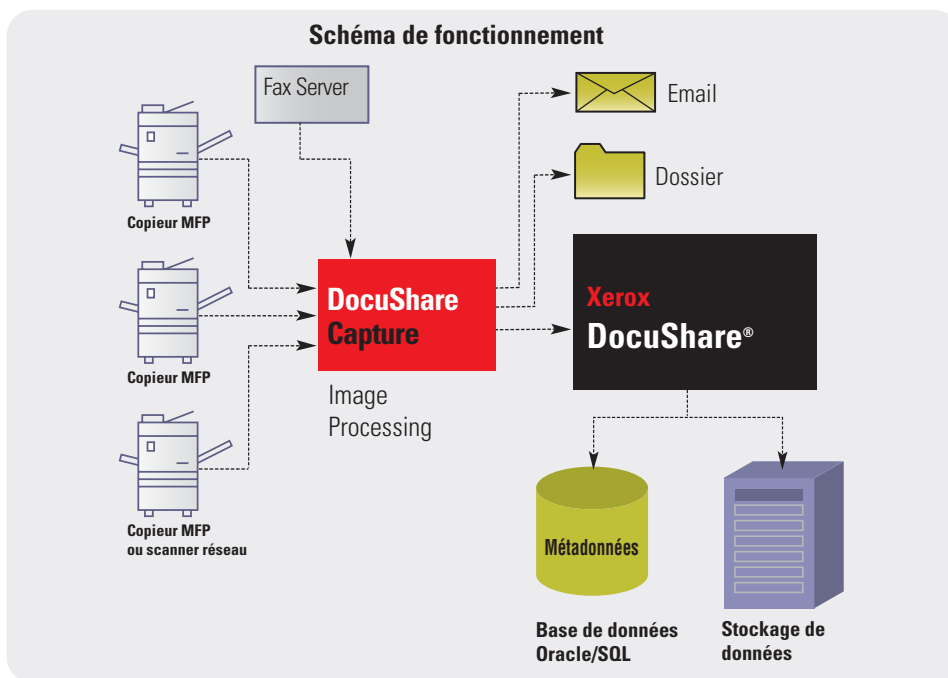 Schéma de fonctionnement
Fax Server
Email
Dossier
Copieur MFP
Copieur MFP
Copieur MFP
ou scanner réseau
DocuShare
Capture
Image
Processing
Xerox
DocuShare®
Métadonnées
Base de données
Oracle/SQL
Stockage de
données